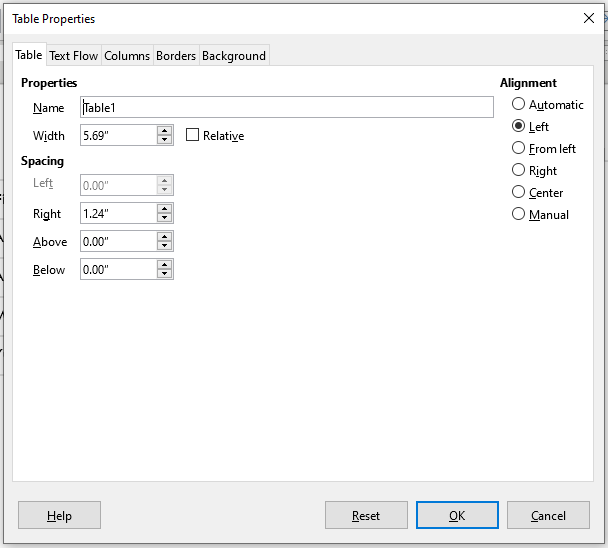 Table Properties
Table Text Flow Columns Borders Background
Properties
Name Table1
Width 5.69″ Relative
Spacing
Left 0.00″
Right 1.24″
Above 0.00″
Below 0.00″
Alignment
Automatic
Left
From left
Right
Center
Manual
Help Reset OK Cancel